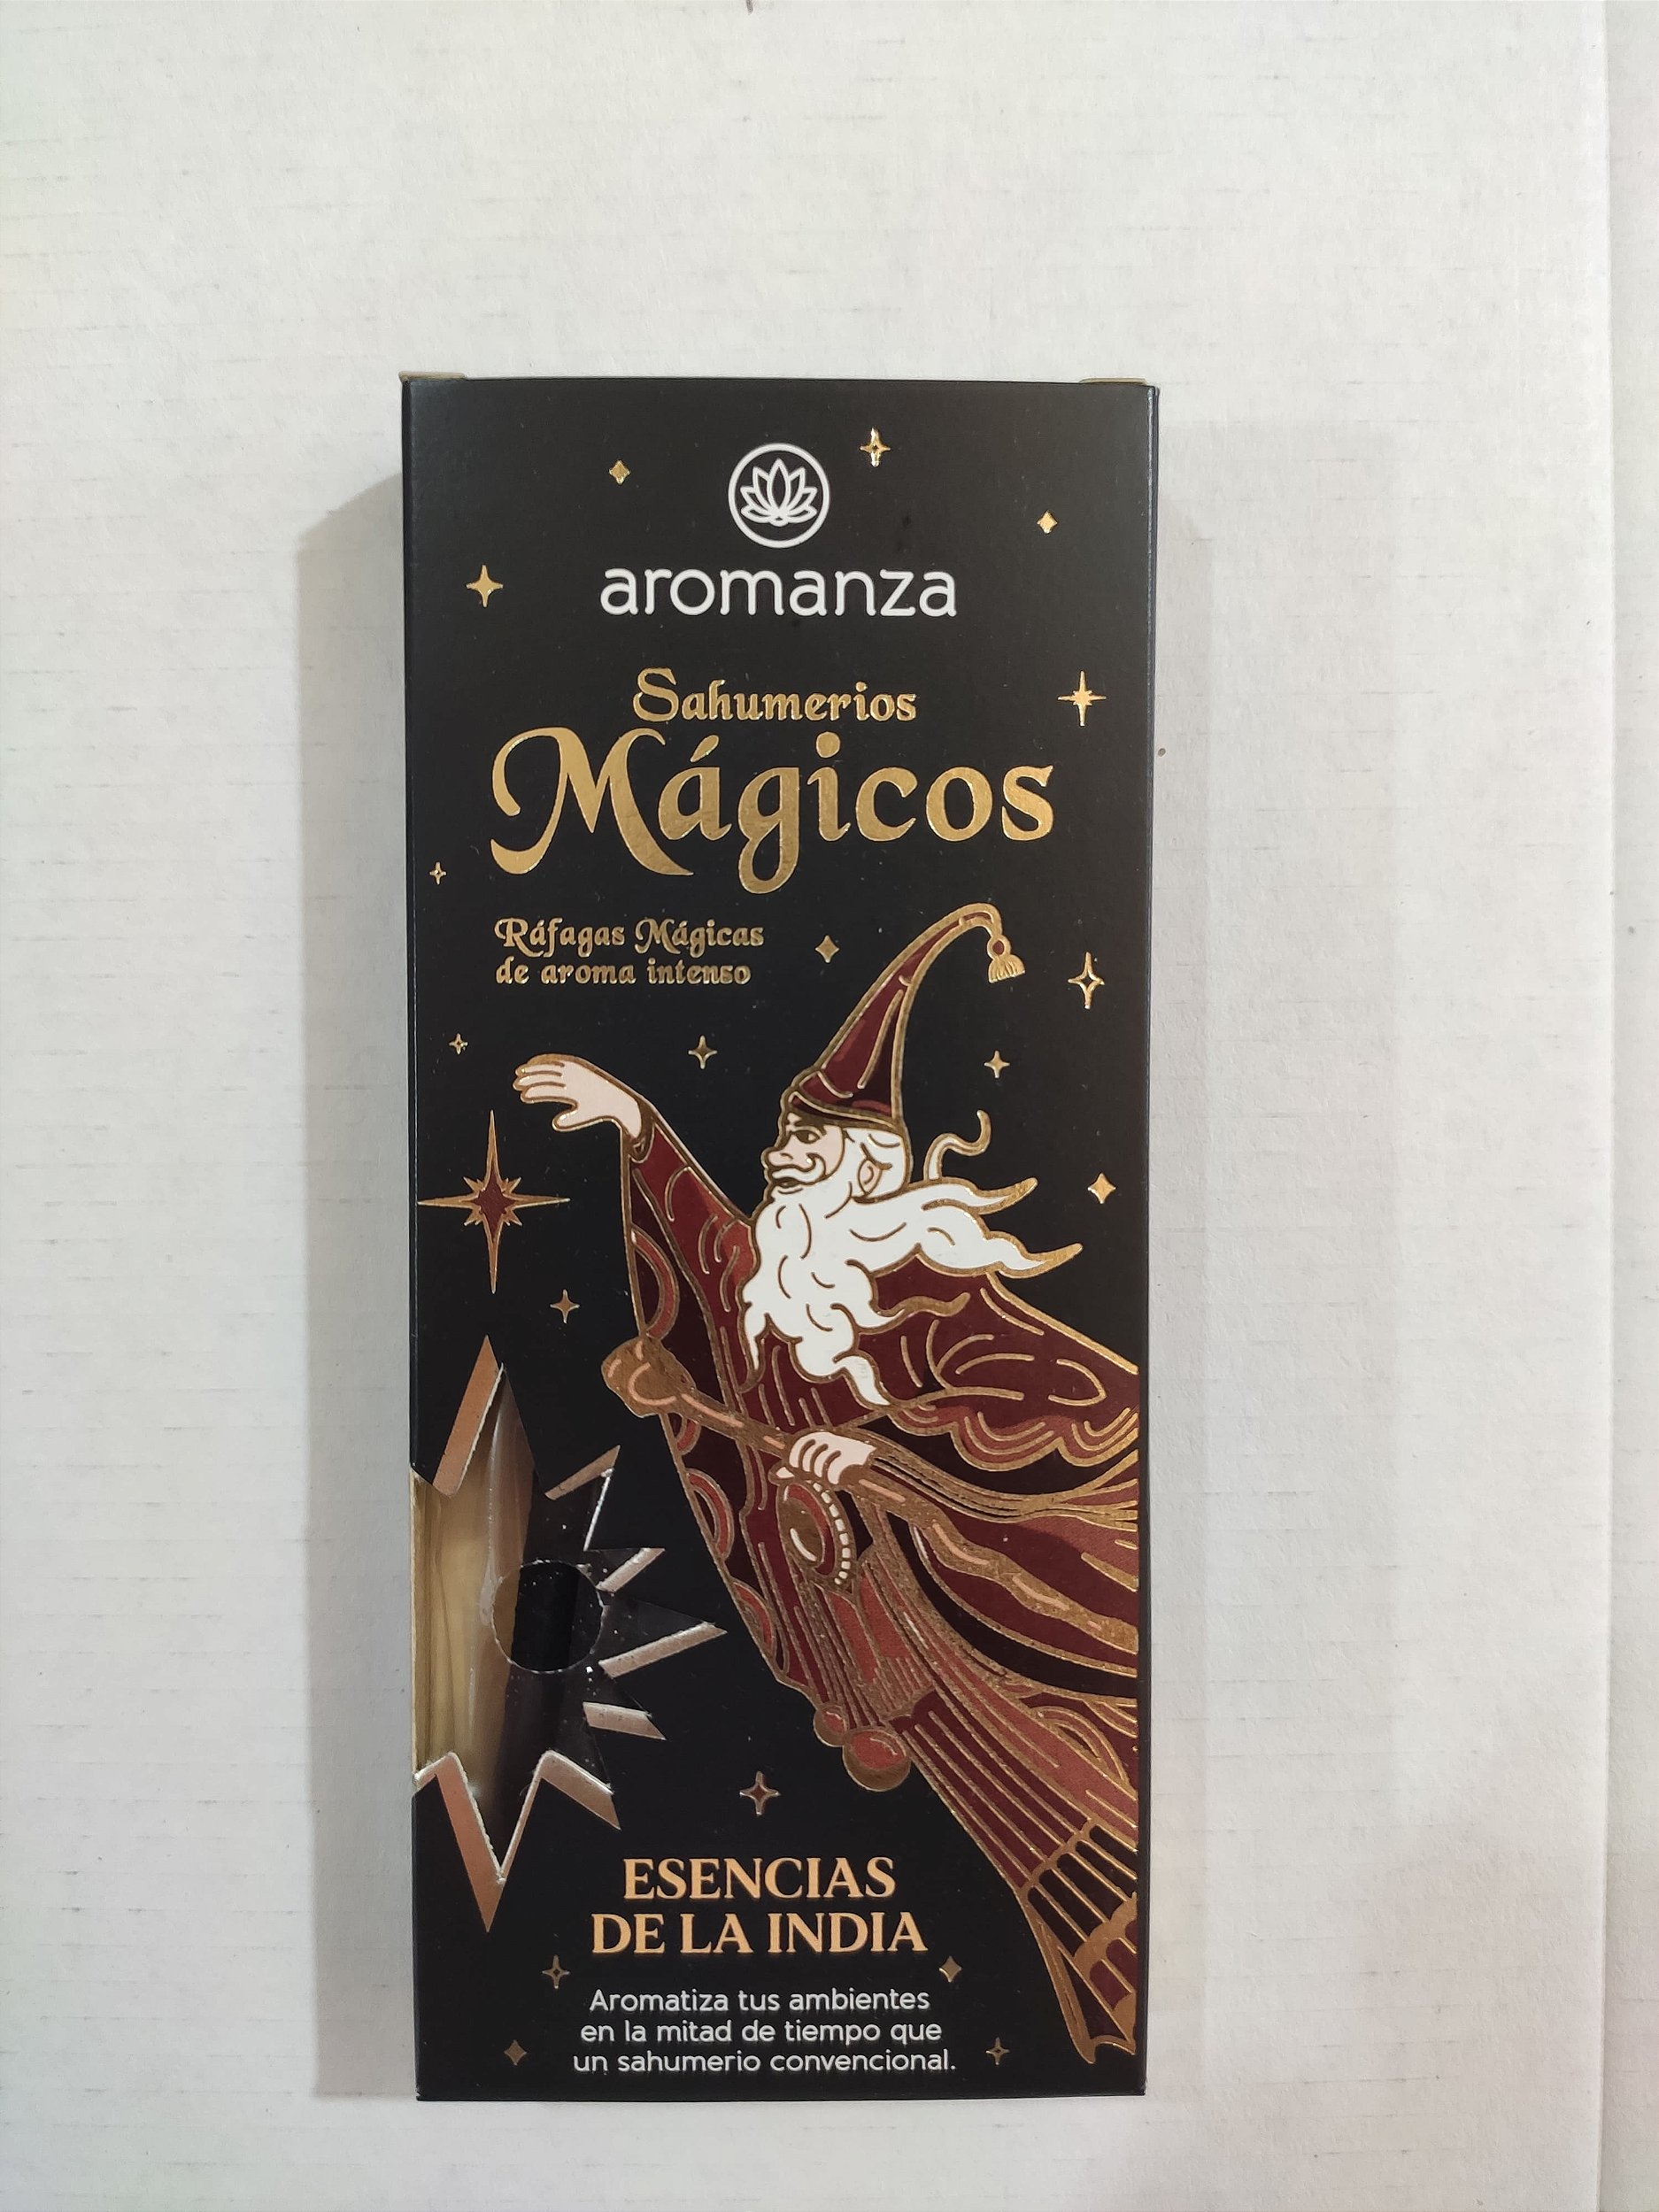 aromanza
Sahumerios
Mágicos
Ráfagas Mágicas
de aroma intenso
ESENCIAS
DE LA INDIA
Aromatiza tus ambientes
en la mitad de tiempo que
un sahumerio convencional.